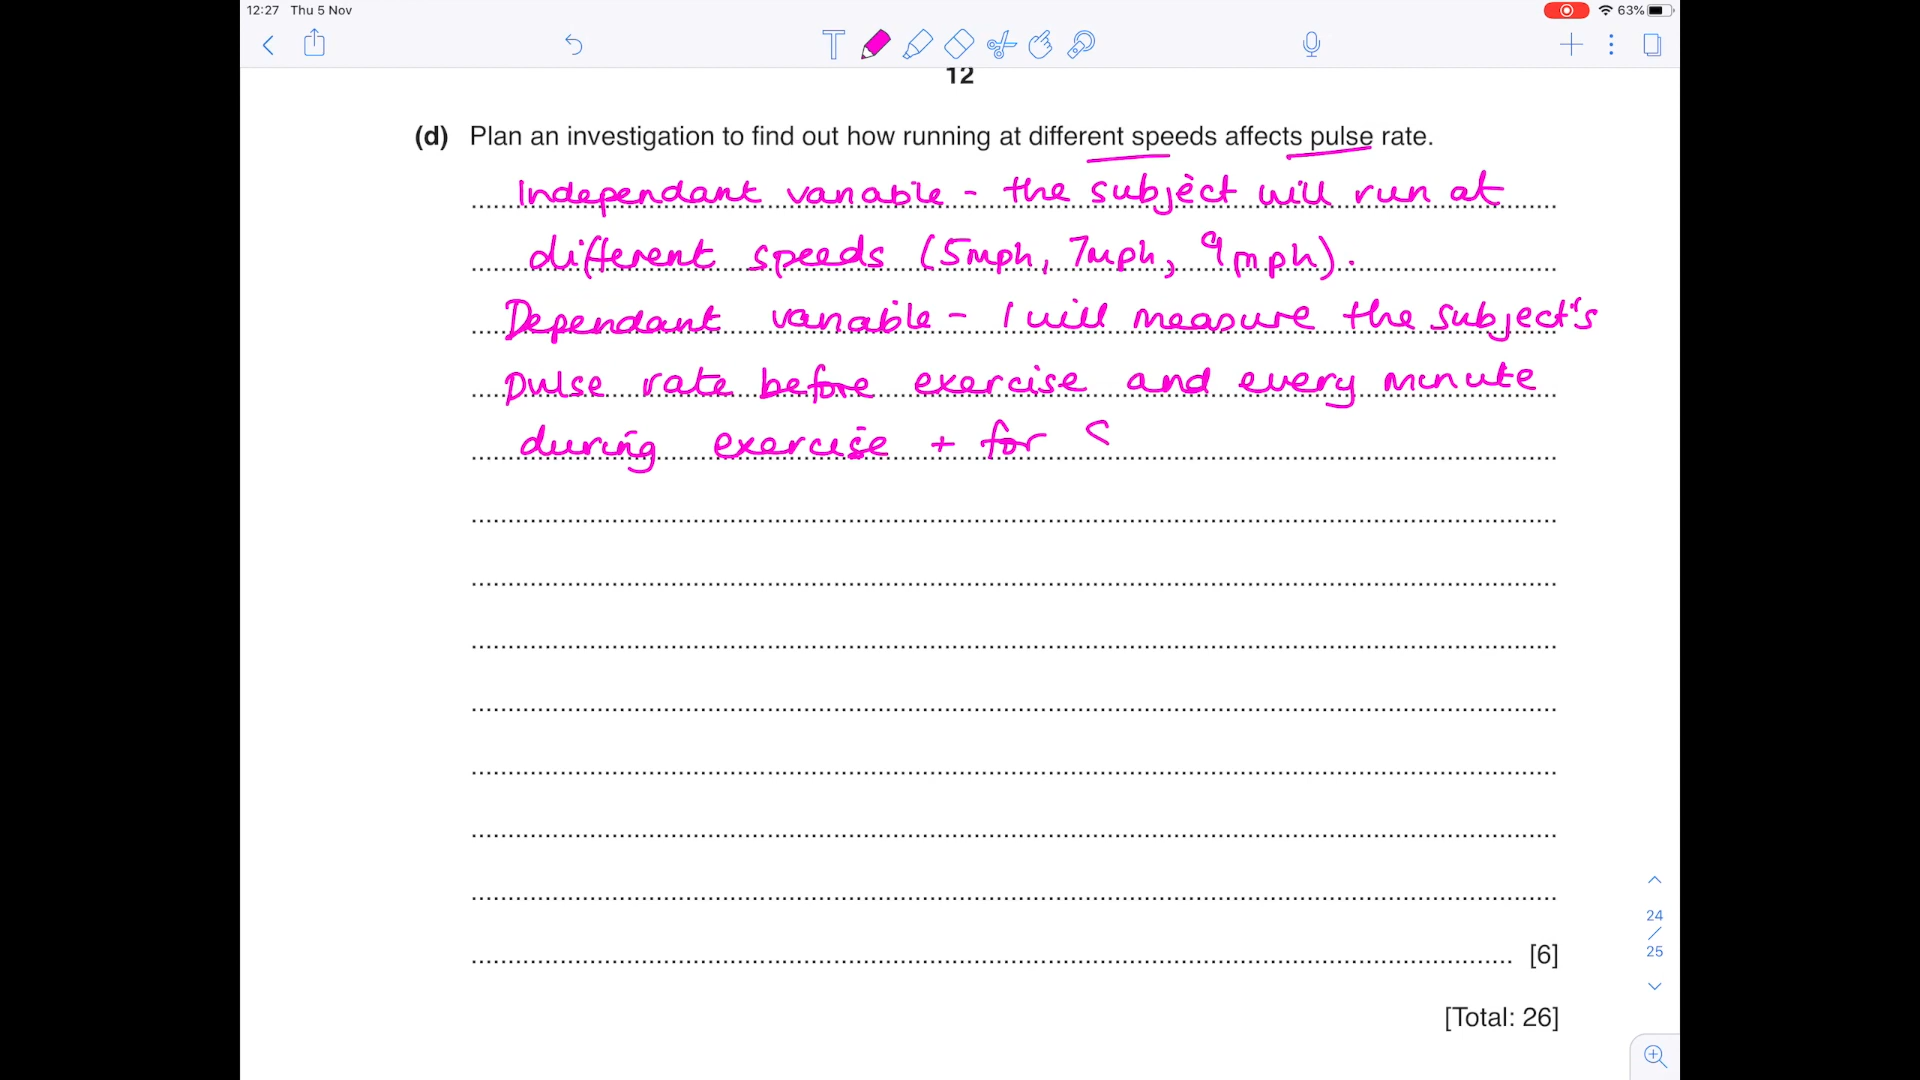 12:27 Thu 5 Nov
63%
T
12
(d) Plan an investigation to find out how running at different speeds affects pulse rate.
Independant variable - the subject will run at
different speeds (5mph, 7mph, 9mph).
Dependant variable - I will measure the subject's
pulse rate before exercise and every minute
during exercise + for
[6]
[Total: 26]
24
25